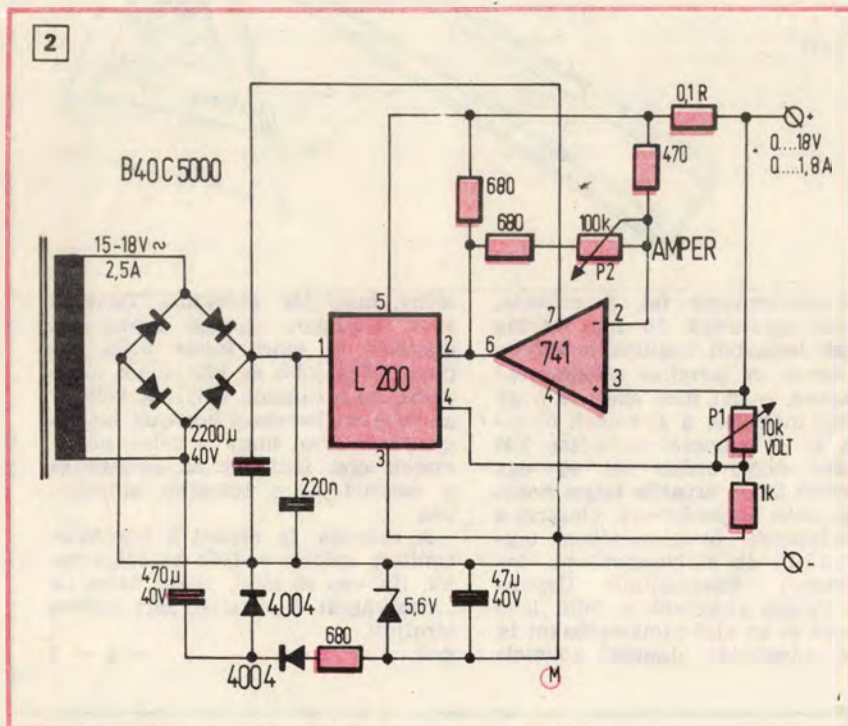 2
B40C5000
15-18V~
2,5A
2200µ
40V
220n
470µ
40V
4004
4004
680
5,6V
47µ
40V
M
L 200
1
2
3
4
5
680
680
100k
P2
AMPER
470
0,1 R
+
0....18V
0....1,8A
741
2
3
4
6
7
+
P1
10k
VOLT
1k
-